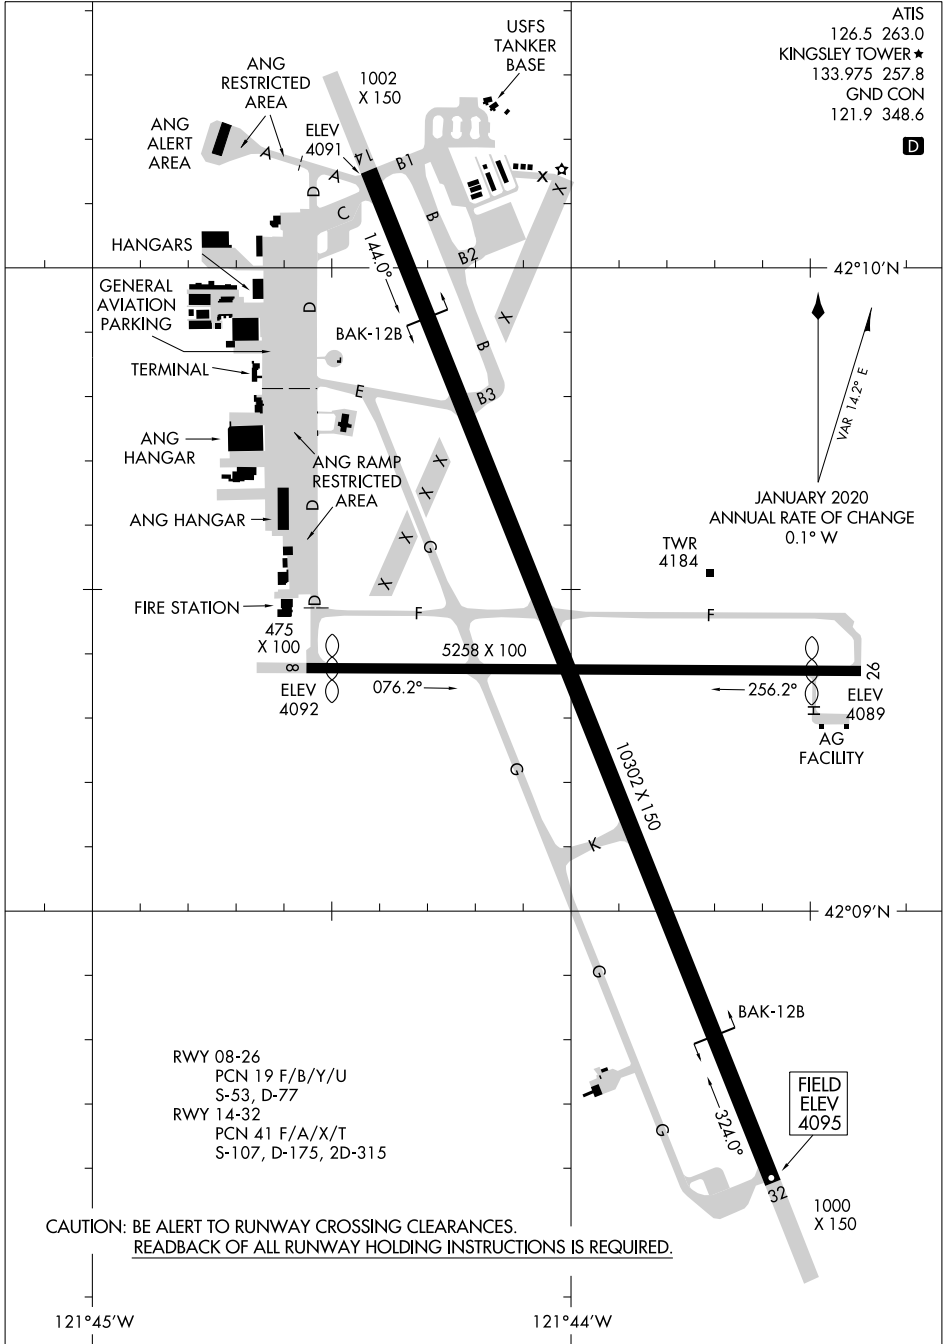 ATIS
126.5 263.0
KINGSLEY TOWER★
133.975 257.8
GND CON
121.9 348.6
D
USFS
TANKER
BASE
ANG
RESTRICTED
AREA
1002
X 150
ANG
ALERT
AREA
ELEV
4091
14
A
A
B1
D
C
B
X
X
B2
HANGARS
144.0°
42°10'N
GENERAL
AVIATION
PARKING
D
BAK-12B
X
B
TERMINAL
E
B3
VAR 14.2° E
ANG
HANGAR
ANG RAMP
RESTRICTED
AREA
X
X
JANUARY 2020
ANNUAL RATE OF CHANGE
0.1° W
ANG HANGAR
D
X
G
TWR
4184
X
FIRE STATION
D
F
F
475
X 100
5258 X 100
8
26
ELEV
4092
076.2°
256.2°
ELEV
4089
H
AG
FACILITY
G
10302 X 150
K
42°09'N
G
BAK-12B
RWY 08-26
PCN 19 F/B/Y/U
S-53, D-77
RWY 14-32
PCN 41 F/A/X/T
S-107, D-175, 2D-315
FIELD
ELEV
4095
G
324.0°
32
1000
X 150
CAUTION: BE ALERT TO RUNWAY CROSSING CLEARANCES.
READBACK OF ALL RUNWAY HOLDING INSTRUCTIONS IS REQUIRED.
121°45'W
121°44'W